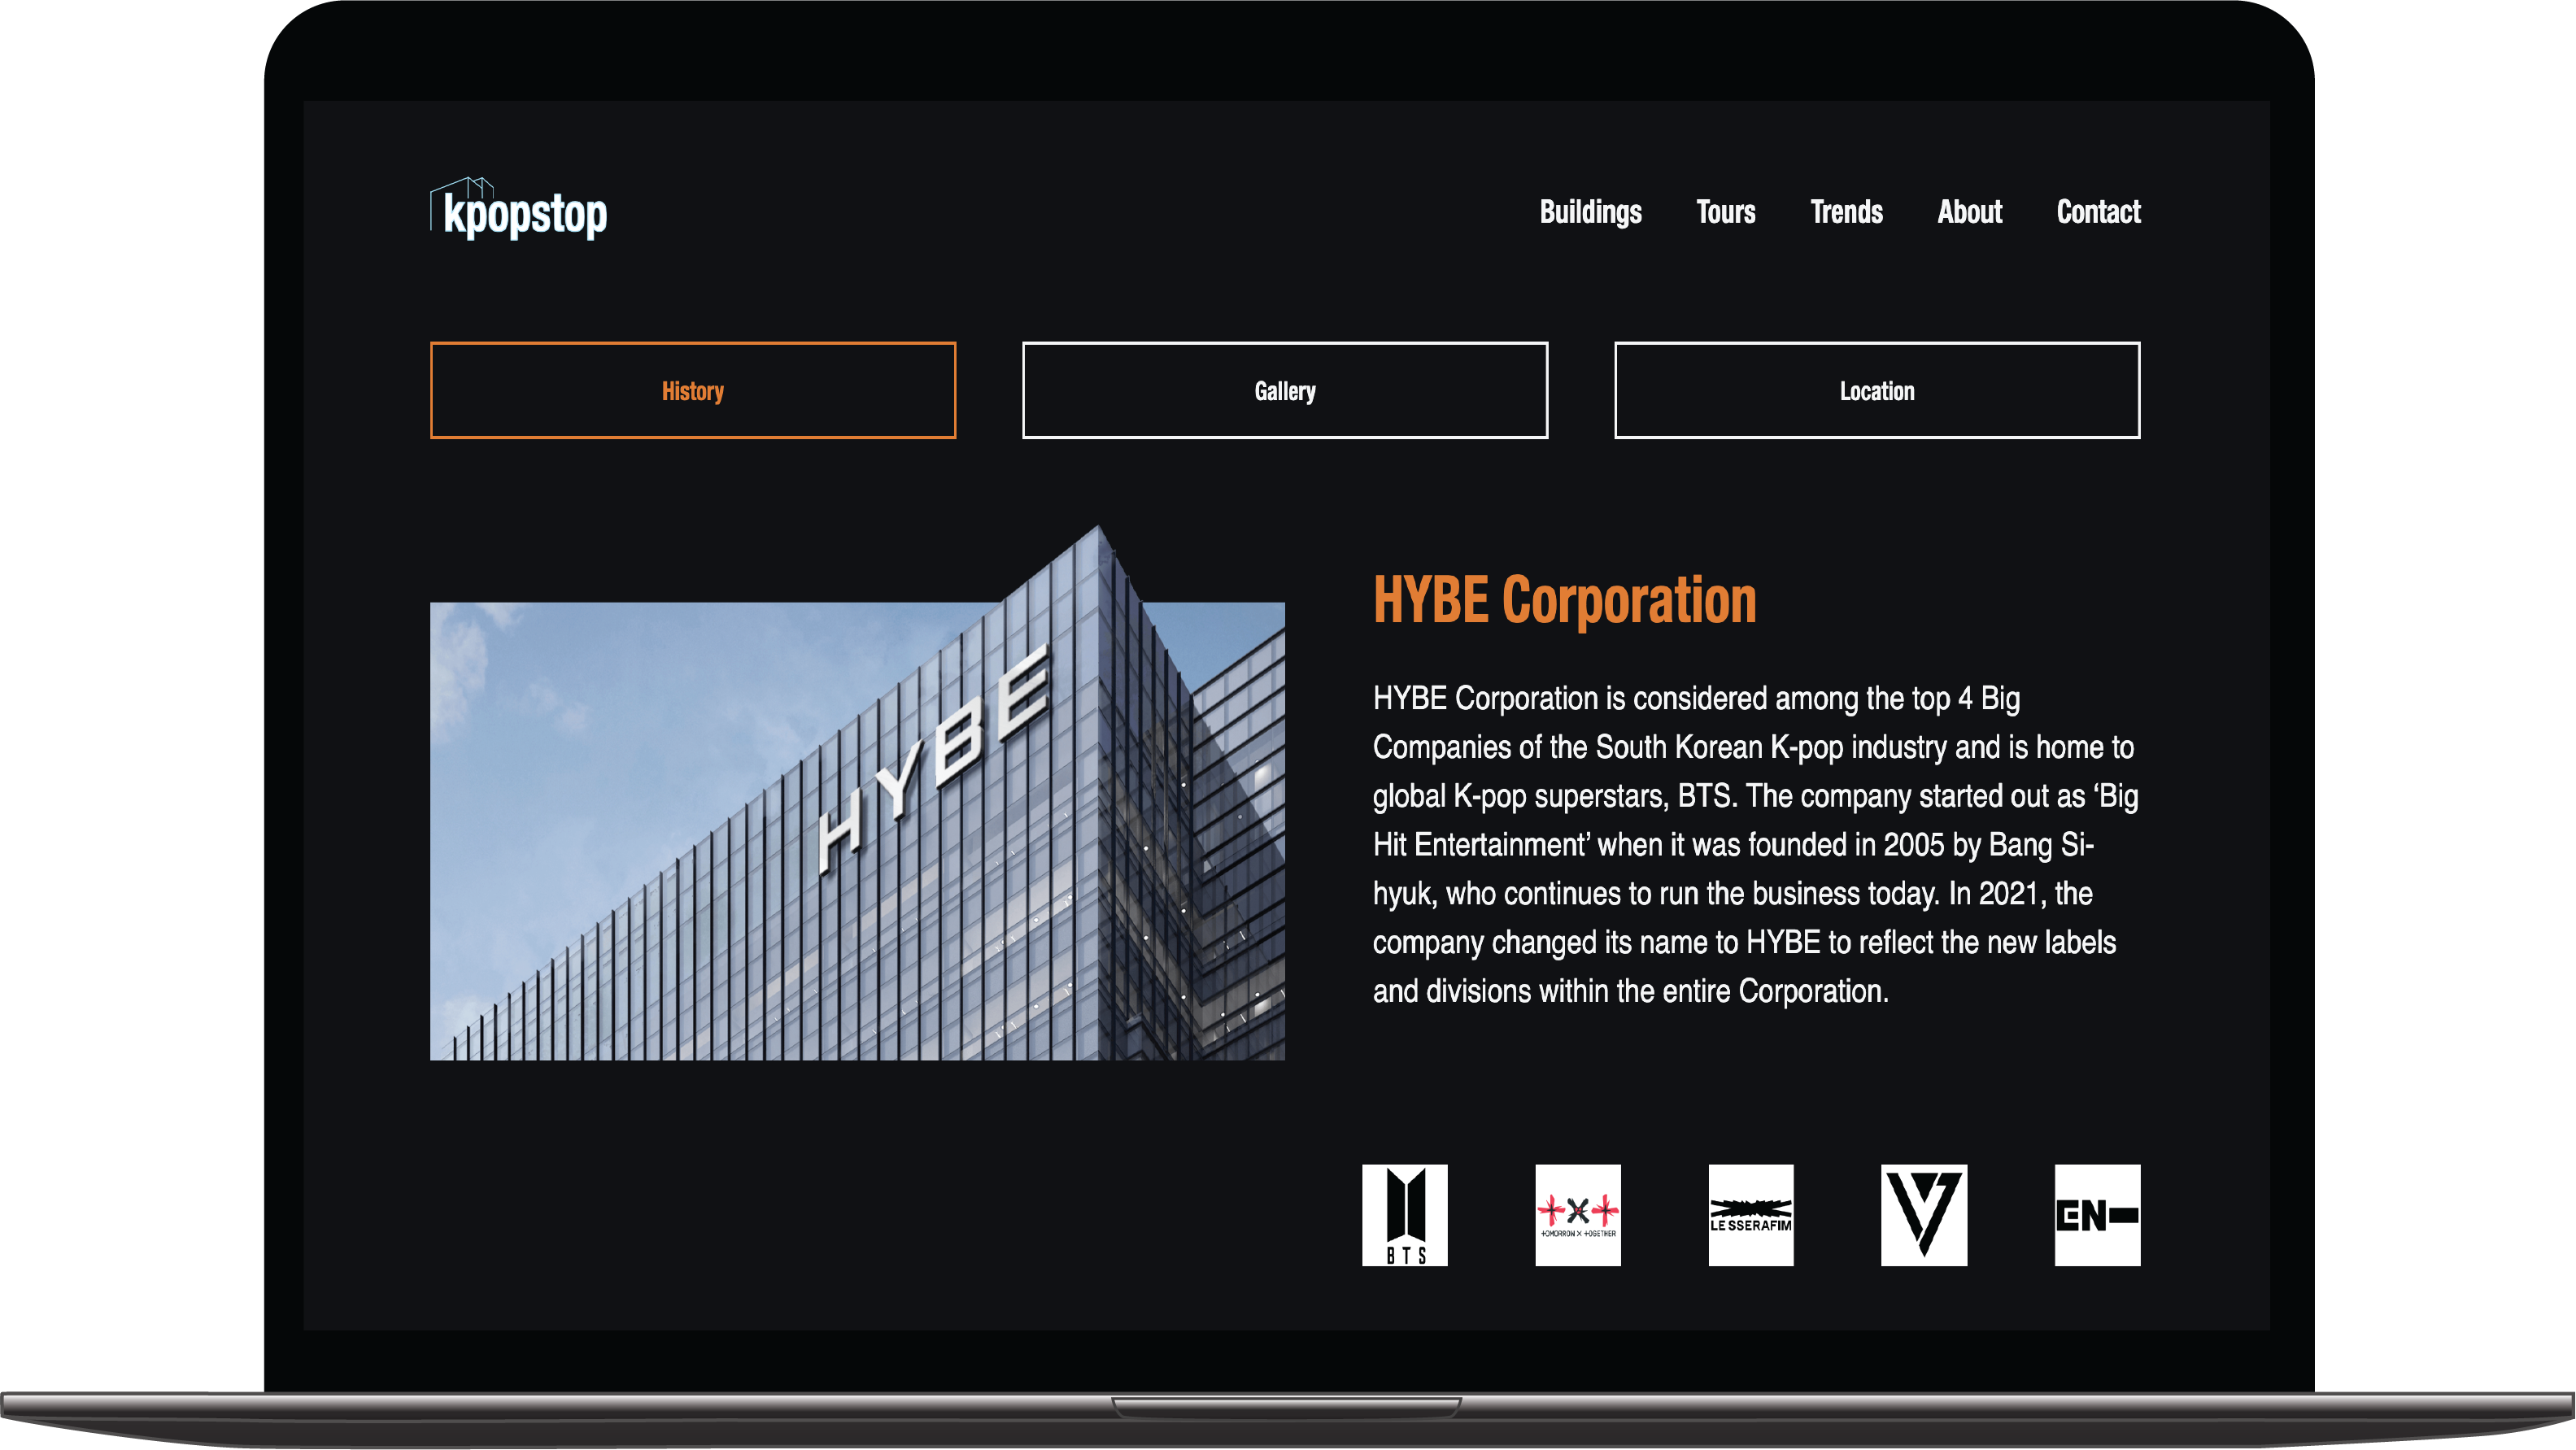 kpopstop
Buildings Tours Trends About Contact
History Gallery Location
HYBE
HYBE Corporation
HYBE Corporation is considered among the top 4 Big
Companies of the South Korean K-pop industry and is home to
global K-pop superstars, BTS. The company started out as ‘Big
Hit Entertainment’ when it was founded in 2005 by Bang Si-
hyuk, who continues to run the business today. In 2021, the
company changed its name to HYBE to reflect the new labels
and divisions within the entire Corporation.
BTS
TXT
TOMORROW X TOGETHER
LE SSERAFIM
EN-